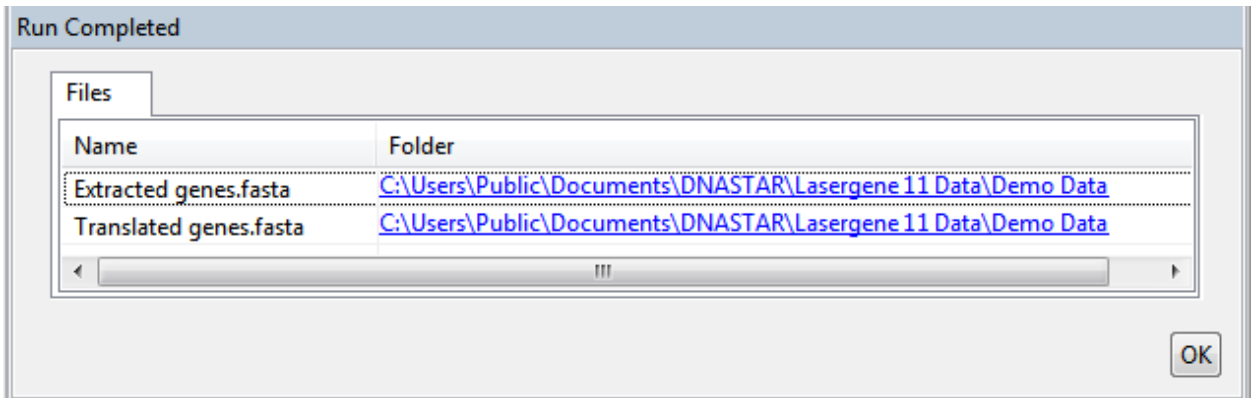 Run Completed
Files
Name Folder
Extracted genes.fasta C:\Users\Public\Documents\DNASTAR\Lasergene 11 Data\Demo Data
Translated genes.fasta C:\Users\Public\Documents\DNASTAR\Lasergene 11 Data\Demo Data
OK